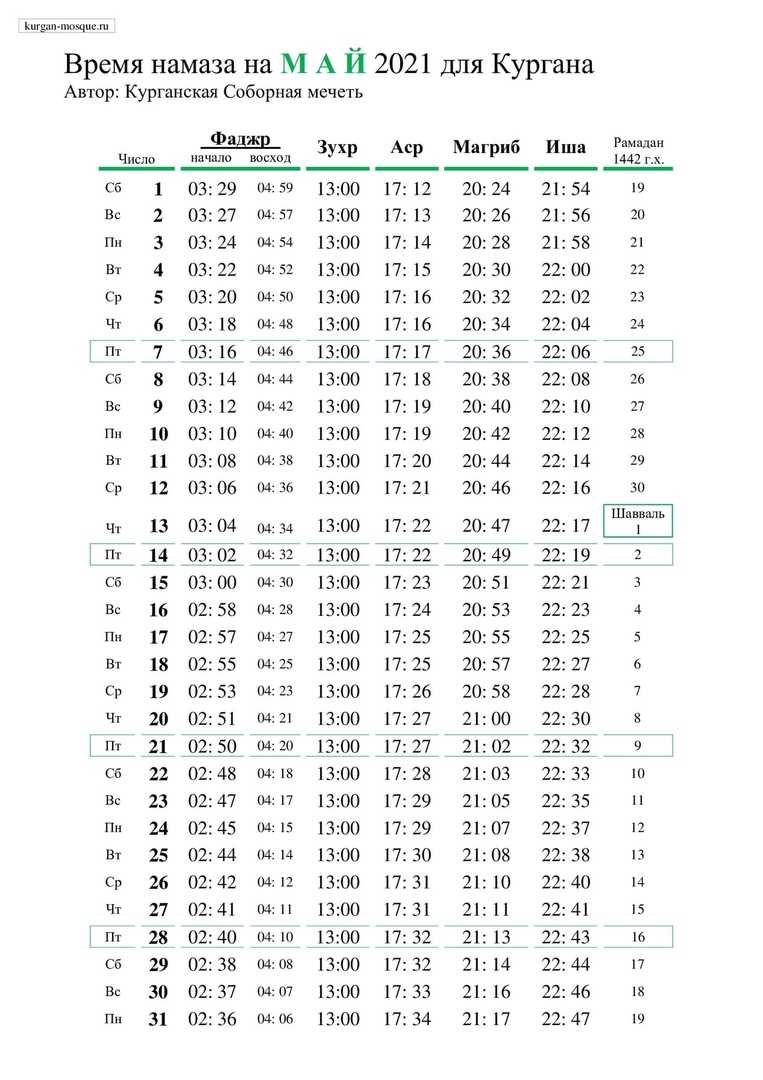 kurgan-mosque.ru
Время намаза на М А Й 2021 для Кургана
Автор: Курганская Соборная мечеть
Число Фаджр начало восход Зухр Аср Магриб Иша Рамадан 1442 г.х.
Сб 1 03: 29 04: 59 13:00 17: 12 20: 24 21: 54 19
Вс 2 03: 27 04: 57 13:00 17: 13 20: 26 21: 56 20
Пн 3 03: 24 04: 54 13:00 17: 14 20: 28 21: 58 21
Вт 4 03: 22 04: 52 13:00 17: 15 20: 30 22: 00 22
Ср 5 03: 20 04: 50 13:00 17: 16 20: 32 22: 02 23
Чт 6 03: 18 04: 48 13:00 17: 16 20: 34 22: 04 24
Пт 7 03: 16 04: 46 13:00 17: 17 20: 36 22: 06 25
Сб 8 03: 14 04: 44 13:00 17: 18 20: 38 22: 08 26
Вс 9 03: 12 04: 42 13:00 17: 19 20: 40 22: 10 27
Пн 10 03: 10 04: 40 13:00 17: 19 20: 42 22: 12 28
Вт 11 03: 08 04: 38 13:00 17: 20 20: 44 22: 14 29
Ср 12 03: 06 04: 36 13:00 17: 21 20: 46 22: 16 30
Чт 13 03: 04 04: 34 13:00 17: 22 20: 47 22: 17 Шавваль 1
Пт 14 03: 02 04: 32 13:00 17: 22 20: 49 22: 19 2
Сб 15 03: 00 04: 30 13:00 17: 23 20: 51 22: 21 3
Вс 16 02: 58 04: 28 13:00 17: 24 20: 53 22: 23 4
Пн 17 02: 57 04: 27 13:00 17: 25 20: 55 22: 25 5
Вт 18 02: 55 04: 25 13:00 17: 25 20: 57 22: 27 6
Ср 19 02: 53 04: 23 13:00 17: 26 20: 58 22: 28 7
Чт 20 02: 51 04: 21 13:00 17: 27 21: 00 22: 30 8
Пт 21 02: 50 04: 20 13:00 17: 27 21: 02 22: 32 9
Сб 22 02: 48 04: 18 13:00 17: 28 21: 03 22: 33 10
Вс 23 02: 47 04: 17 13:00 17: 29 21: 05 22: 35 11
Пн 24 02: 45 04: 15 13:00 17: 29 21: 07 22: 37 12
Вт 25 02: 44 04: 14 13:00 17: 30 21: 08 22: 38 13
Ср 26 02: 42 04: 12 13:00 17: 31 21: 10 22: 40 14
Чт 27 02: 41 04: 11 13:00 17: 31 21: 11 22: 41 15
Пт 28 02: 40 04: 10 13:00 17: 32 21: 13 22: 43 16
Сб 29 02: 38 04: 08 13:00 17: 32 21: 14 22: 44 17
Вс 30 02: 37 04: 07 13:00 17: 33 21: 16 22: 46 18
Пн 31 02: 36 04: 06 13:00 17: 34 21: 17 22: 47 19